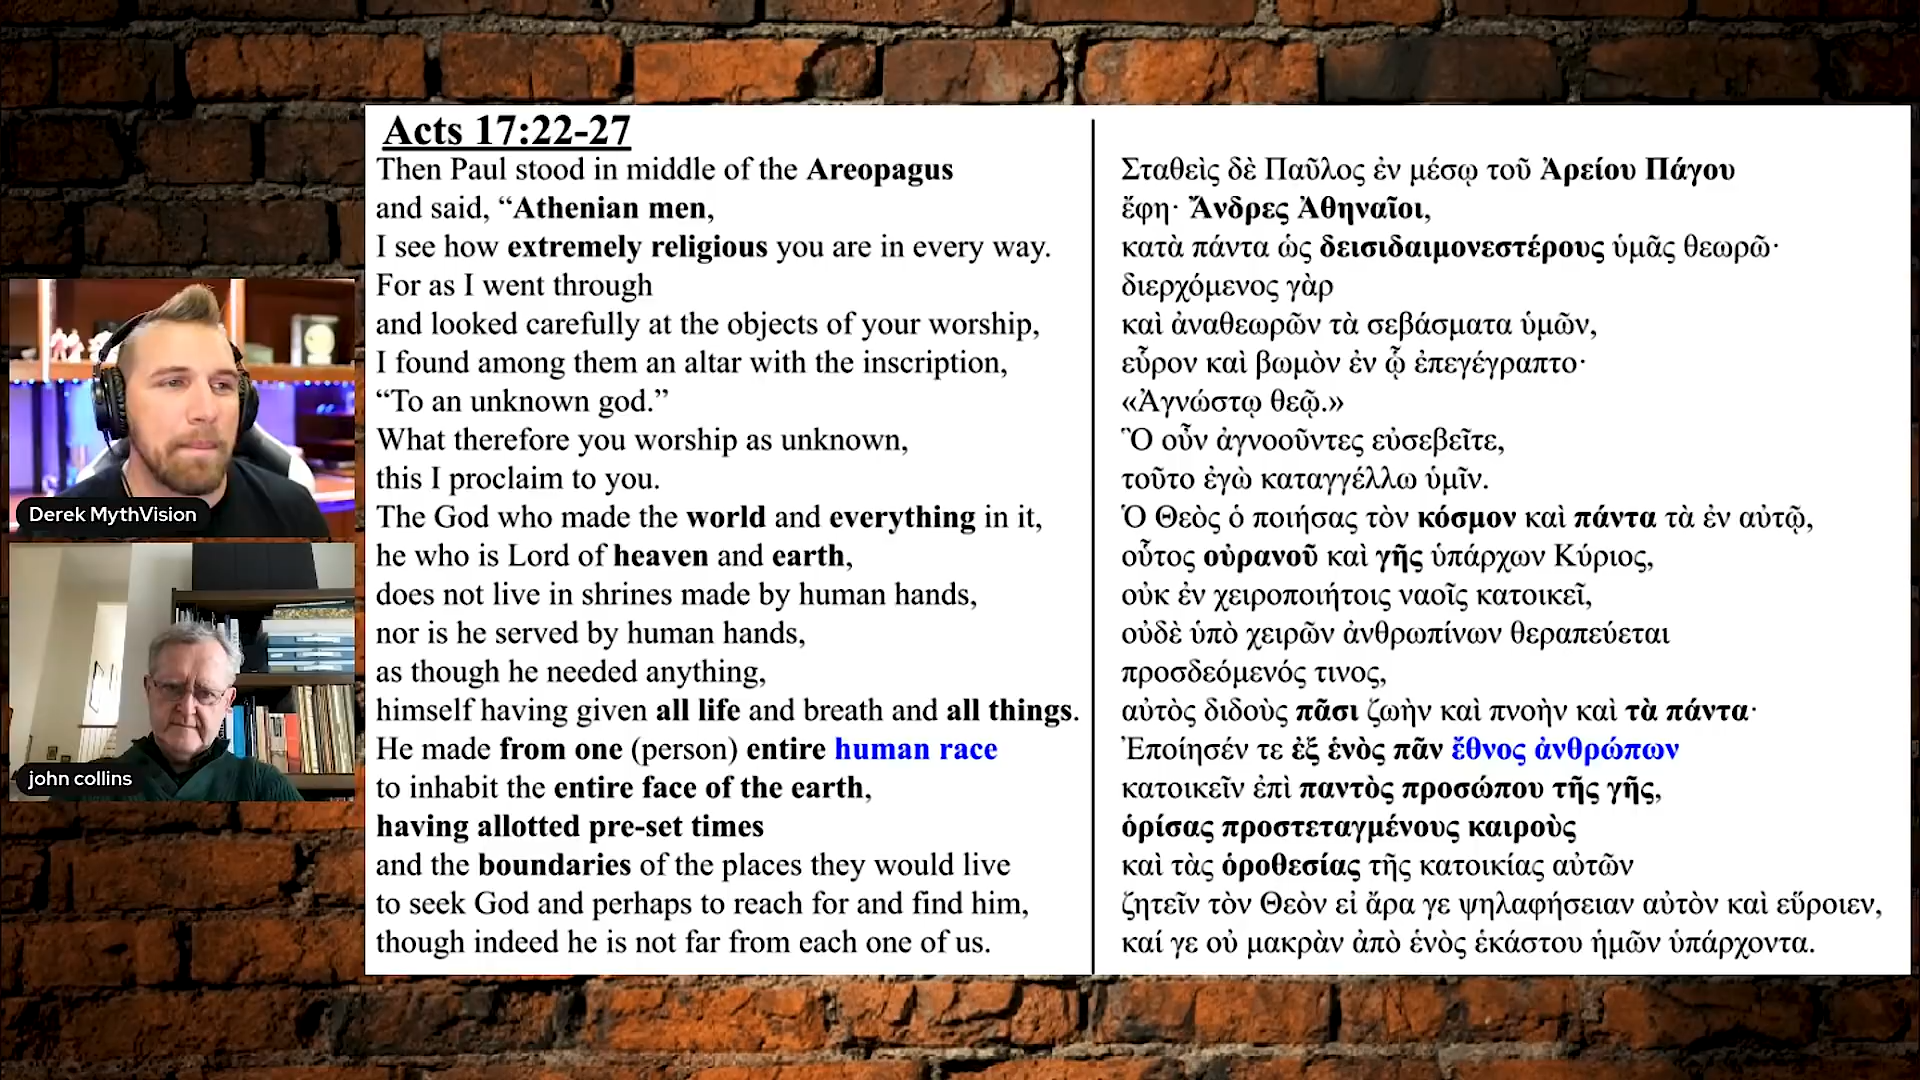 Acts 17:22-27
Then Paul stood in middle of the Areopagus
and said, “Athenian men,
I see how extremely religious you are in every way.
For as I went through
and looked carefully at the objects of your worship,
I found among them an altar with the inscription,
“To an unknown god.”
What therefore you worship as unknown,
this I proclaim to you.
The God who made the world and everything in it,
he who is Lord of heaven and earth,
does not live in shrines made by human hands,
nor is he served by human hands,
as though he needed anything,
himself having given all life and breath and all things.
He made from one (person) entire human race
to inhabit the entire face of the earth,
having allotted pre-set times
and the boundaries of the places they would live
to seek God and perhaps to reach for and find him,
though indeed he is not far from each one of us.
Σταθεὶς δὲ Παῦλος ἐν μέσῳ τοῦ Ἀρείου Πάγου
ἔφη· Ἄνδρες Ἀθηναῖοι,
κατὰ πάντα ὡς δεισιδαιμονεστέρους ὑμᾶς θεωρῶ·
διερχόμενος γὰρ
καὶ ἀναθεωρῶν τὰ σεβάσματα ὑμῶν,
εὗρον καὶ βωμὸν ἐν ᾧ ἐπεγέγραπτο·
«Ἀγνώστῳ θεῷ.»
Ὃ οὖν ἀγνοοῦντες εὐσεβεῖτε,
τοῦτο ἐγὼ καταγγέλλω ὑμῖν.
Ὁ Θεὸς ὁ ποιήσας τὸν κόσμον καὶ πάντα τὰ ἐν αὐτῷ,
οὗτος οὐρανοῦ καὶ γῆς ὑπάρχων Κύριος,
οὐκ ἐν χειροποιήτοις ναοῖς κατοικεῖ,
οὐδὲ ὑπὸ χειρῶν ἀνθρωπίνων θεραπεύεται
προσδεόμενός τινος,
αὐτὸς διδοὺς πᾶσι ζωὴν καὶ πνοὴν καὶ τὰ πάντα·
Ἐποίησέν τε ἐξ ἑνὸς πᾶν ἔθνος ἀνθρώπων
κατοικεῖν ἐπὶ παντὸς προσώπου τῆς γῆς,
ὁρίσας προστεταγμένους καιροὺς
καὶ τὰς ὁροθεσίας τῆς κατοικίας αὐτῶν
ζητεῖν τὸν Θεὸν εἰ ἄρα γε ψηλαφήσειαν αὐτὸν καὶ εὕροιεν,
καί γε οὐ μακρὰν ἀπὸ ἑνὸς ἑκάστου ἡμῶν ὑπάρχοντα.
Derek MythVision
john collins